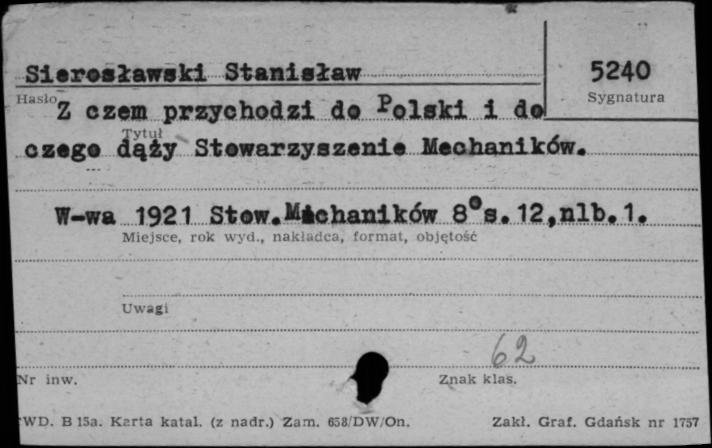 Sierosławski Stanisław
5240
Hasło
Sygnatura
Z czem przychodzi do Polski i do
Tytuł
czego dąży Stowarzyszenie Mechaników.
W-wa 1921 Stow.Machaników 8°s.12,nlb.1.
Miejsce, rok wyd., nakładca, format, objętość
Uwagi
62
Nr inw.
Znak klas.
WD. B 15a. Karta katal. (z nadr.) Zam. 658/DW/On.
Zakł. Graf. Gdańsk nr 1757